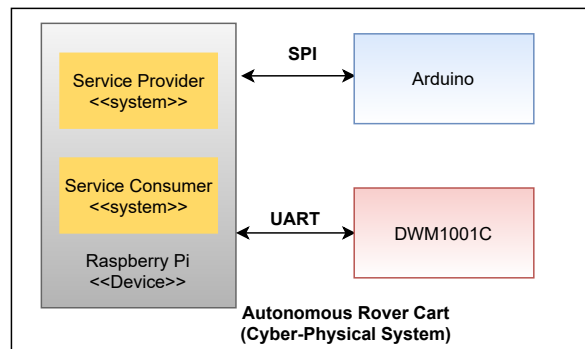 Service Provider
<<system>>
SPI
Arduino
Service Consumer
<<system>>
UART
DWM1001C
Raspberry Pi
<<Device>>
Autonomous Rover Cart
(Cyber-Physical System)